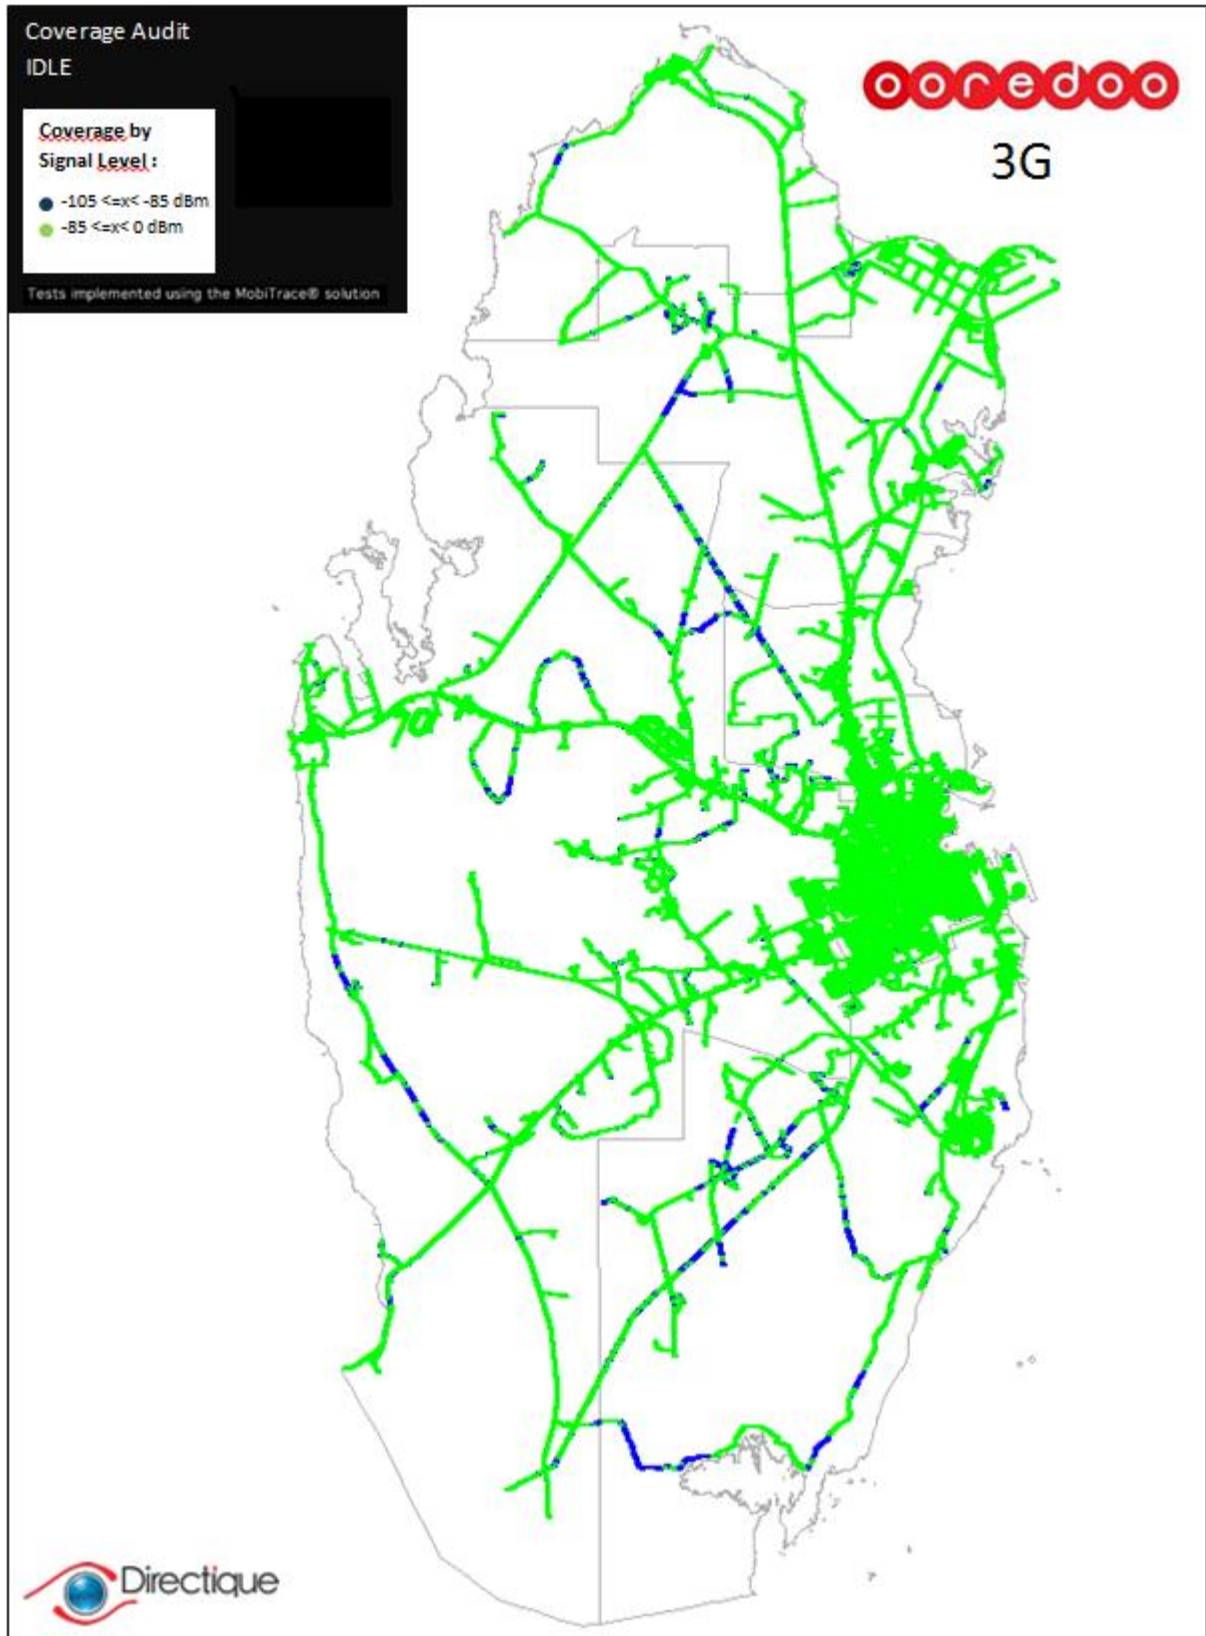 Coverage Audit
IDLE
Coverage by
Signal Level :
-105 <=x< -85 dBm
-85 <=x< 0 dBm
Tests implemented using the MobiTrace® solution
ooredoo
3G
Directique